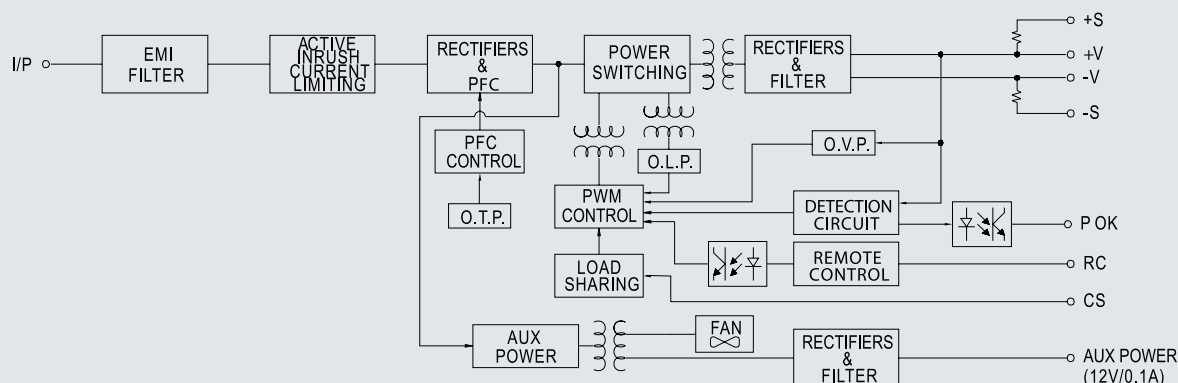 +S
I/P
EMI
FILTER
ACTIVE
INRUSH
CURRENT
LIMITING
RECTIFIERS
&
PFC
POWER
SWITCHING
RECTIFIERS
&
FILTER
+V
-V
-S
PFC
CONTROL
O.L.P.
O.V.P.
O.T.P.
PWM
CONTROL
DETECTION
CIRCUIT
P OK
LOAD
SHARING
REMOTE
CONTROL
RC
CS
AUX
POWER
FAN
RECTIFIERS
&
FILTER
AUX POWER
(12V/0.1A)